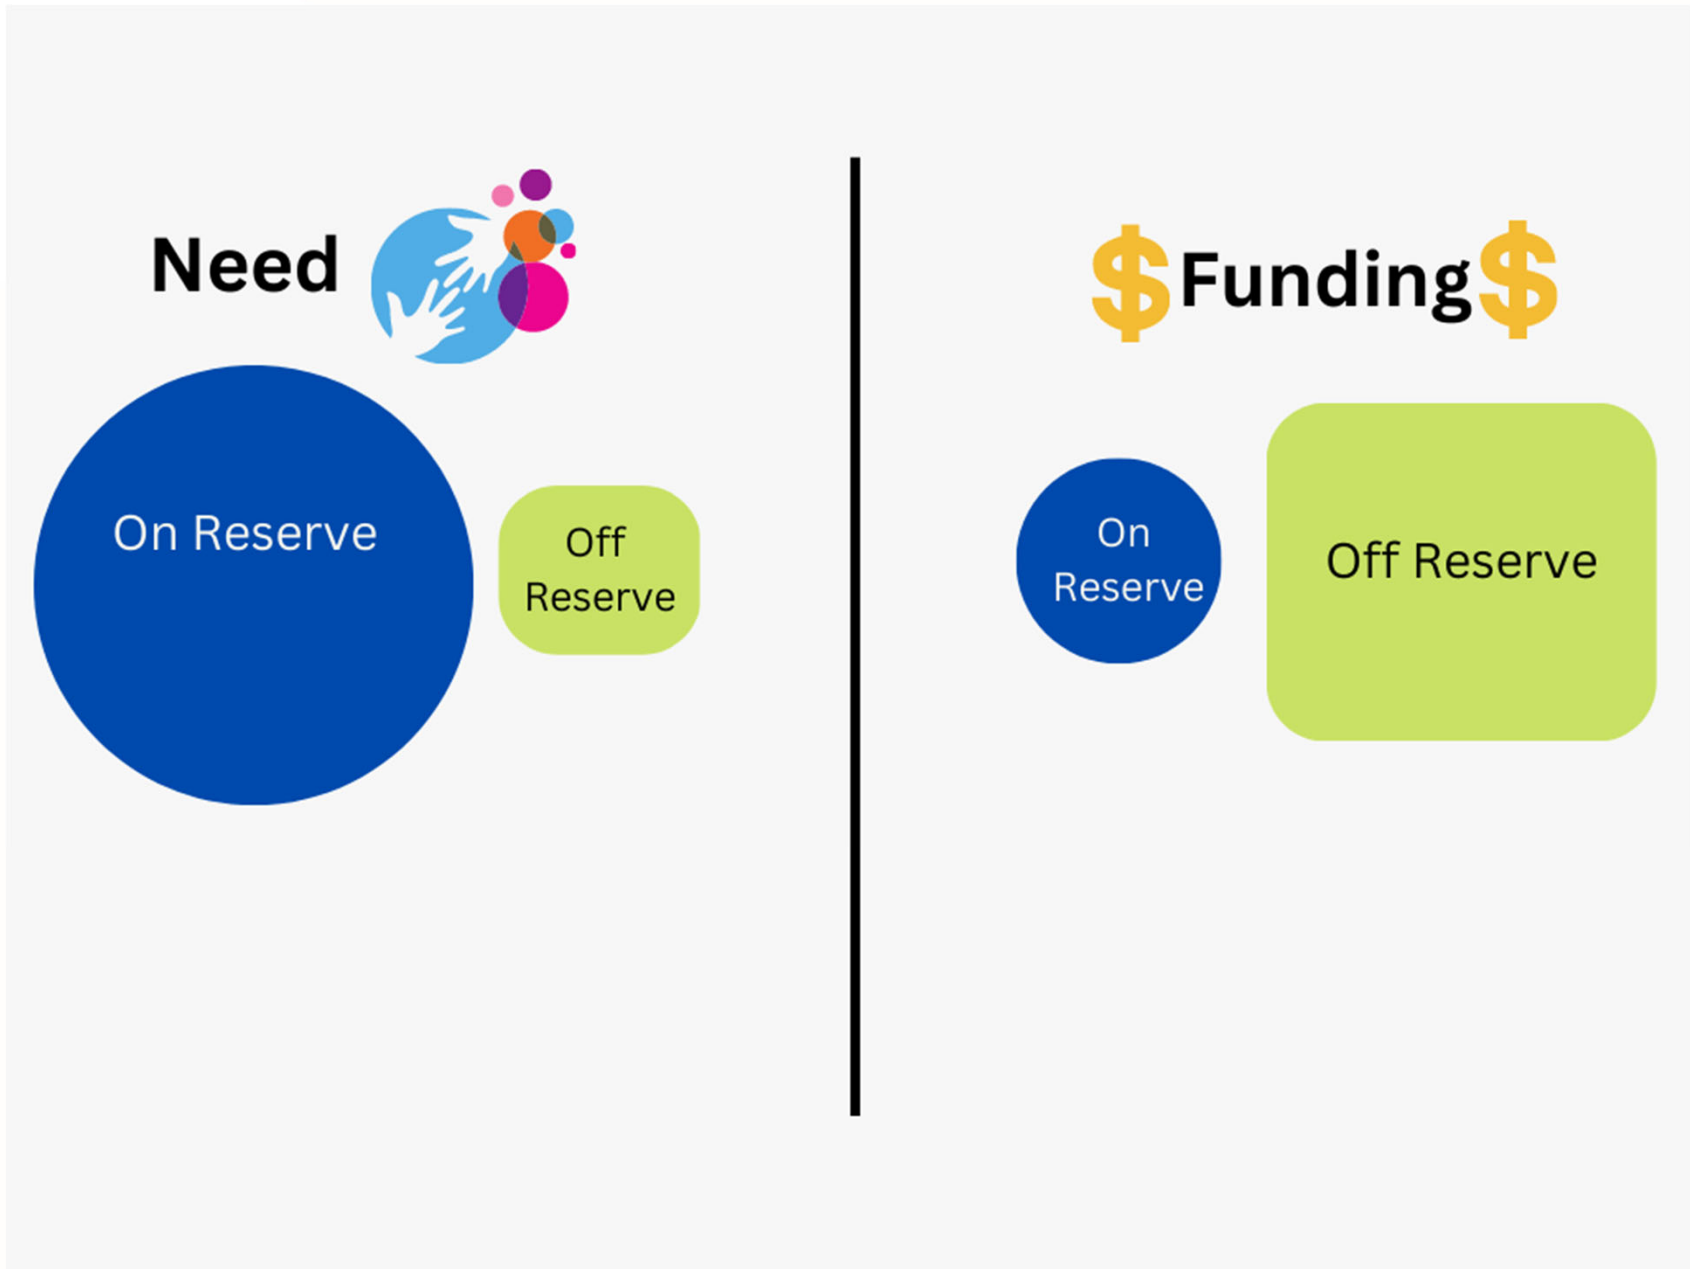 Need
$Funding$
On Reserve
Off
Reserve
On
Reserve
Off Reserve